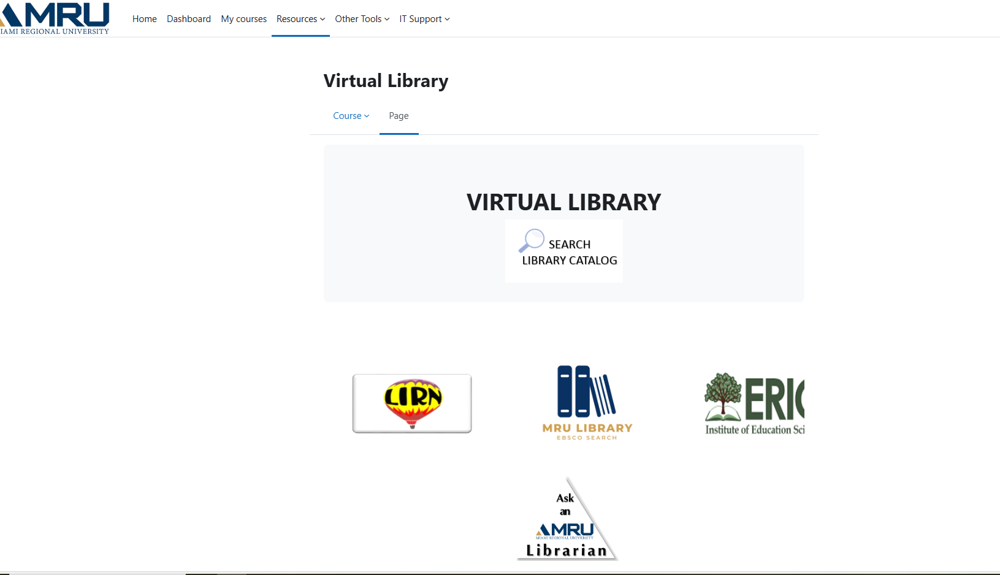 MRU
IAMI REGIONAL UNIVERSITY
Home Dashboard My courses Resources Other Tools IT Support
Virtual Library
Course Page
VIRTUAL LIBRARY
SEARCH
LIBRARY CATALOG
LIRN
MRU LIBRARY
EBSCO SEARCH
ERIC
Institute of Education Sci
Ask
an
MRU
MIAMI REGIONAL UNIVERSITY
Librarian